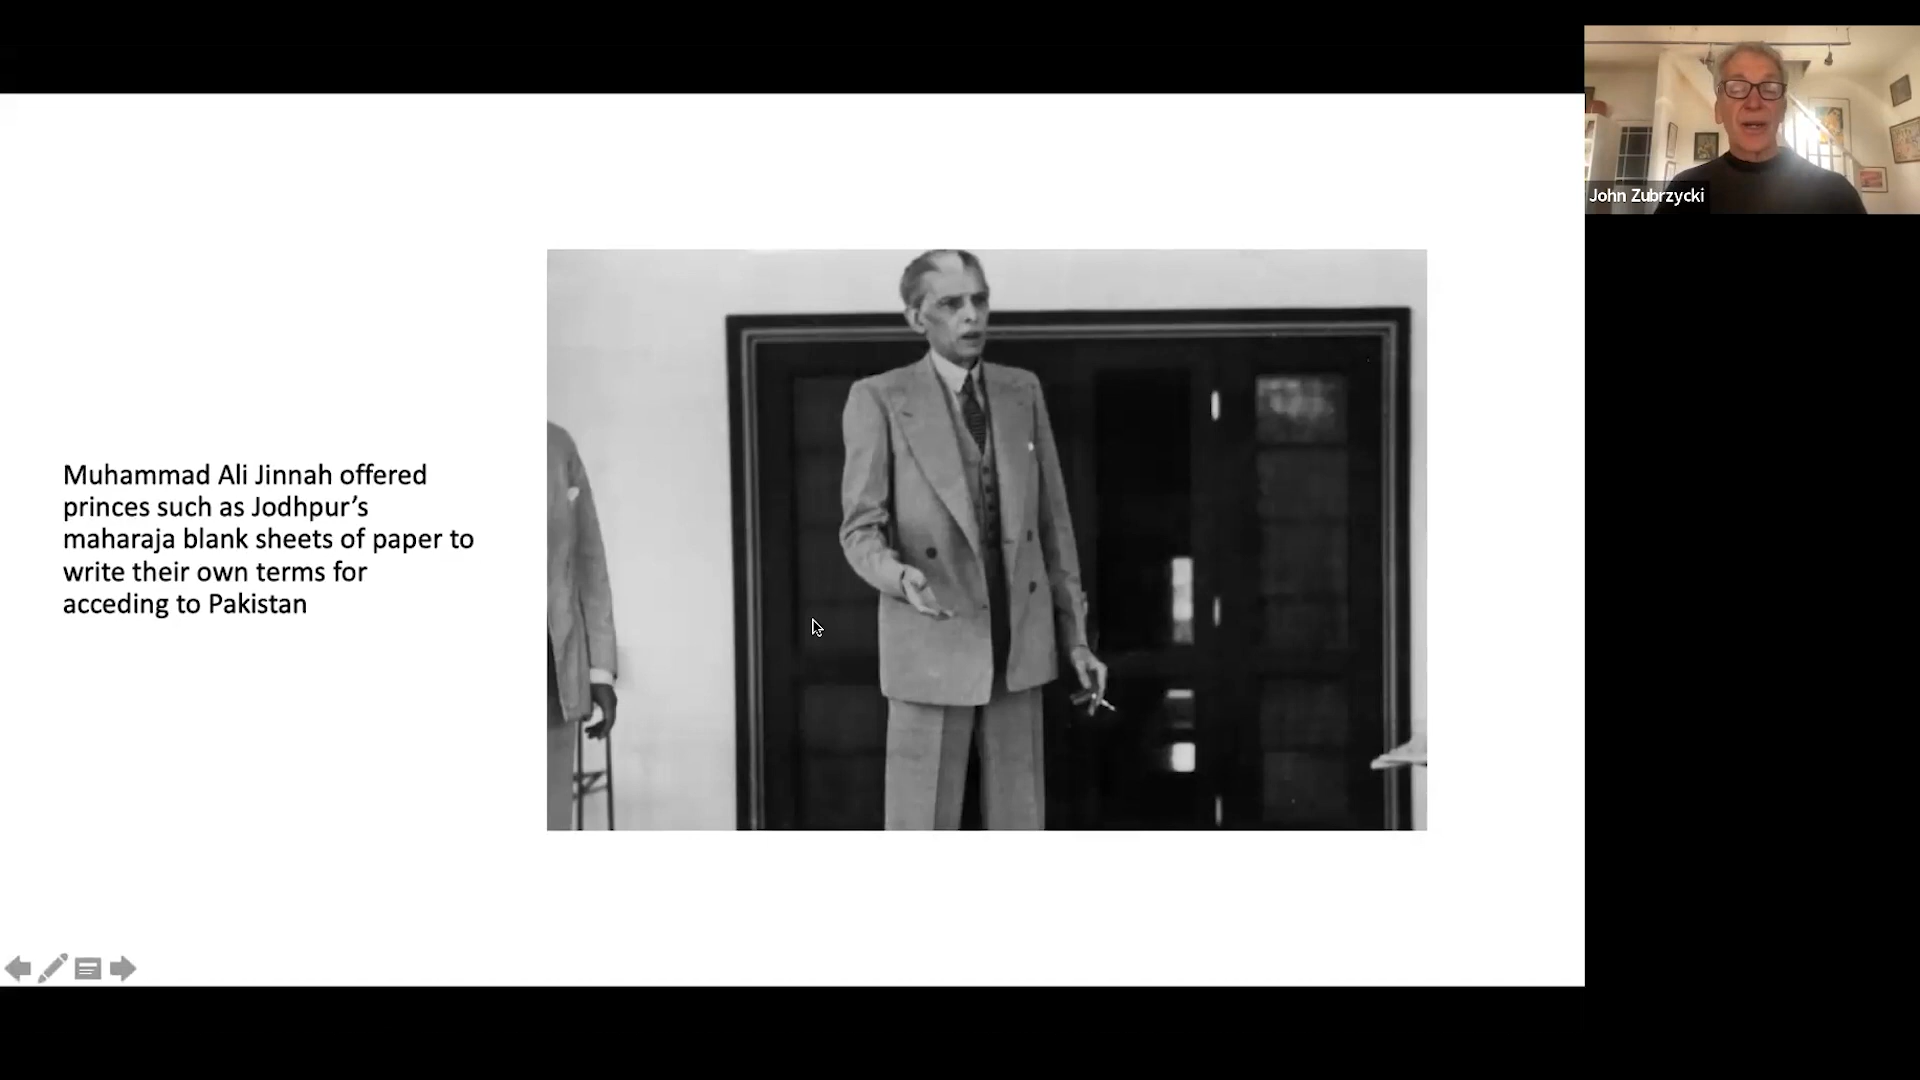 John Zubrzycki
Muhammad Ali Jinnah offered
princes such as Jodhpur’s
maharaja blank sheets of paper to
write their own terms for
acceding to Pakistan